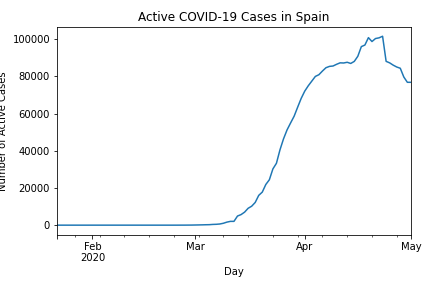 Active COVID-19 Cases in Spain
Number of Active Cases
100000
80000
60000
40000
20000
0
Feb
2020
Mar
Apr
May
Day